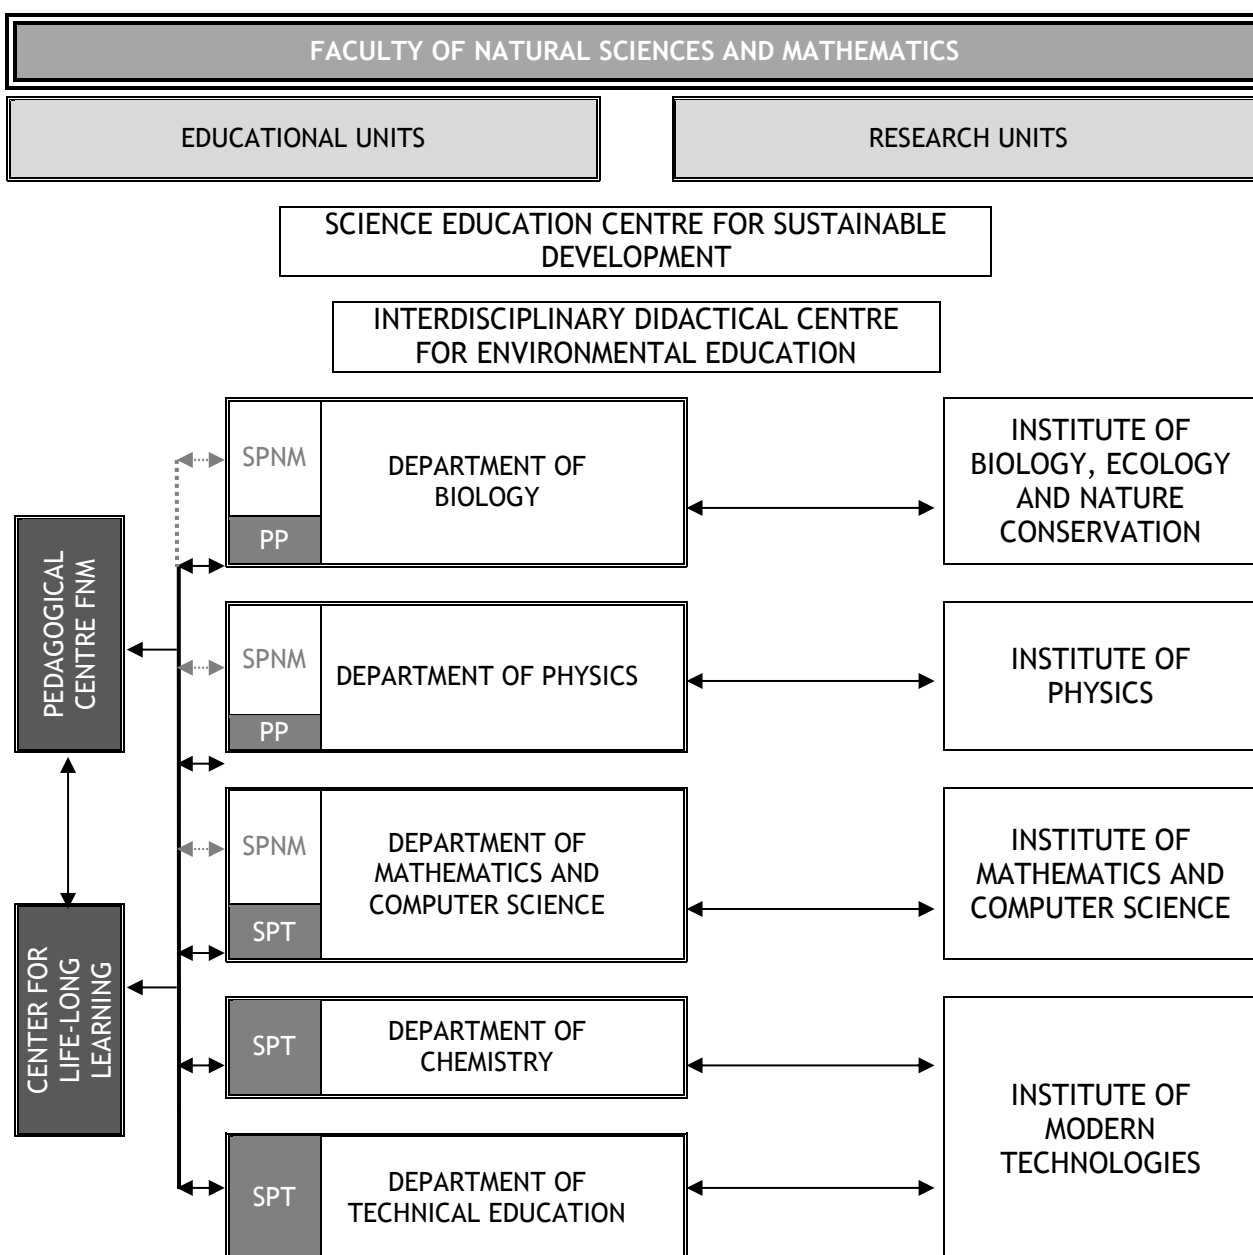 FACULTY OF NATURAL SCIENCES AND MATHEMATICS
EDUCATIONAL UNITS
RESEARCH UNITS
SCIENCE EDUCATION CENTRE FOR SUSTAINABLE
DEVELOPMENT
INTERDISCIPLINARY DIDACTICAL CENTRE
FOR ENVIRONMENTAL EDUCATION
PEDAGOGICAL
CENTRE FNM
CENTER FOR
LIFE-LONG
LEARNING
SPNM
PP
DEPARTMENT OF
BIOLOGY
INSTITUTE OF
BIOLOGY, ECOLOGY
AND NATURE
CONSERVATION
SPNM
PP
DEPARTMENT OF PHYSICS
INSTITUTE OF
PHYSICS
SPNM
SPT
DEPARTMENT OF
MATHEMATICS AND
COMPUTER SCIENCE
INSTITUTE OF
MATHEMATICS AND
COMPUTER SCIENCE
SPT
DEPARTMENT OF
CHEMISTRY
SPT
DEPARTMENT OF
TECHNICAL EDUCATION
INSTITUTE OF
MODERN
TECHNOLOGIES